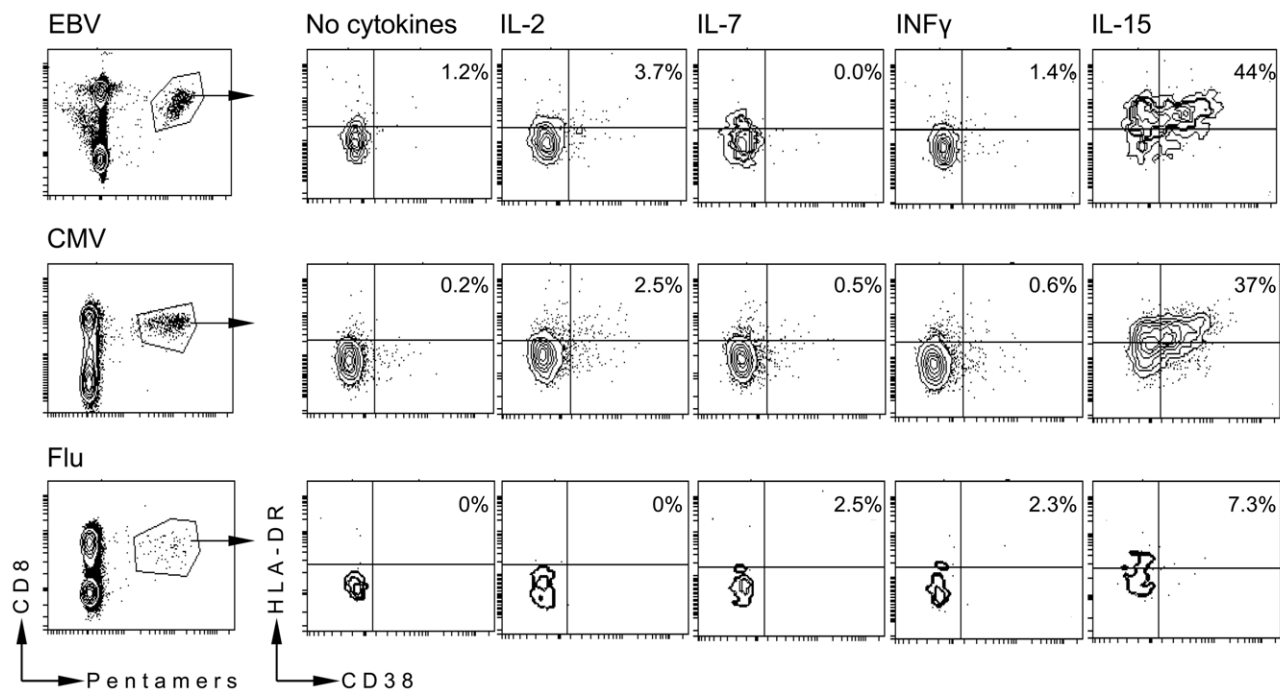 EBV No cytokines IL-2 IL-7 INFγ IL-15
1.2% 3.7% 0.0% 1.4% 44%
CMV
0.2% 2.5% 0.5% 0.6% 37%
Flu
0% 0% 2.5% 2.3% 7.3%
CD8
HLA-DR
Pentamers CD38